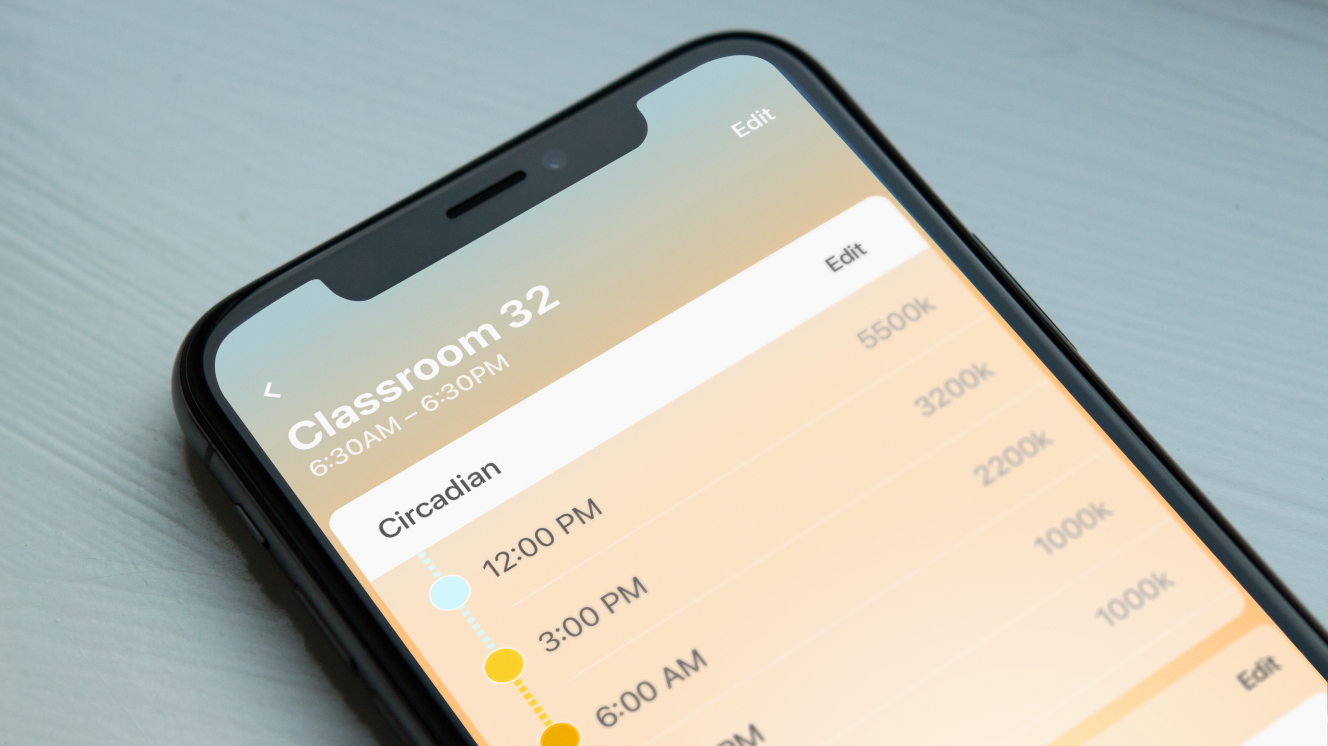 Edit
<
Classroom 32
6:30AM – 6:30PM
Circadian Edit
12:00 PM 5500k
3:00 PM 3200k
6:00 AM 2200k
PM 1000k
1000k
Edit